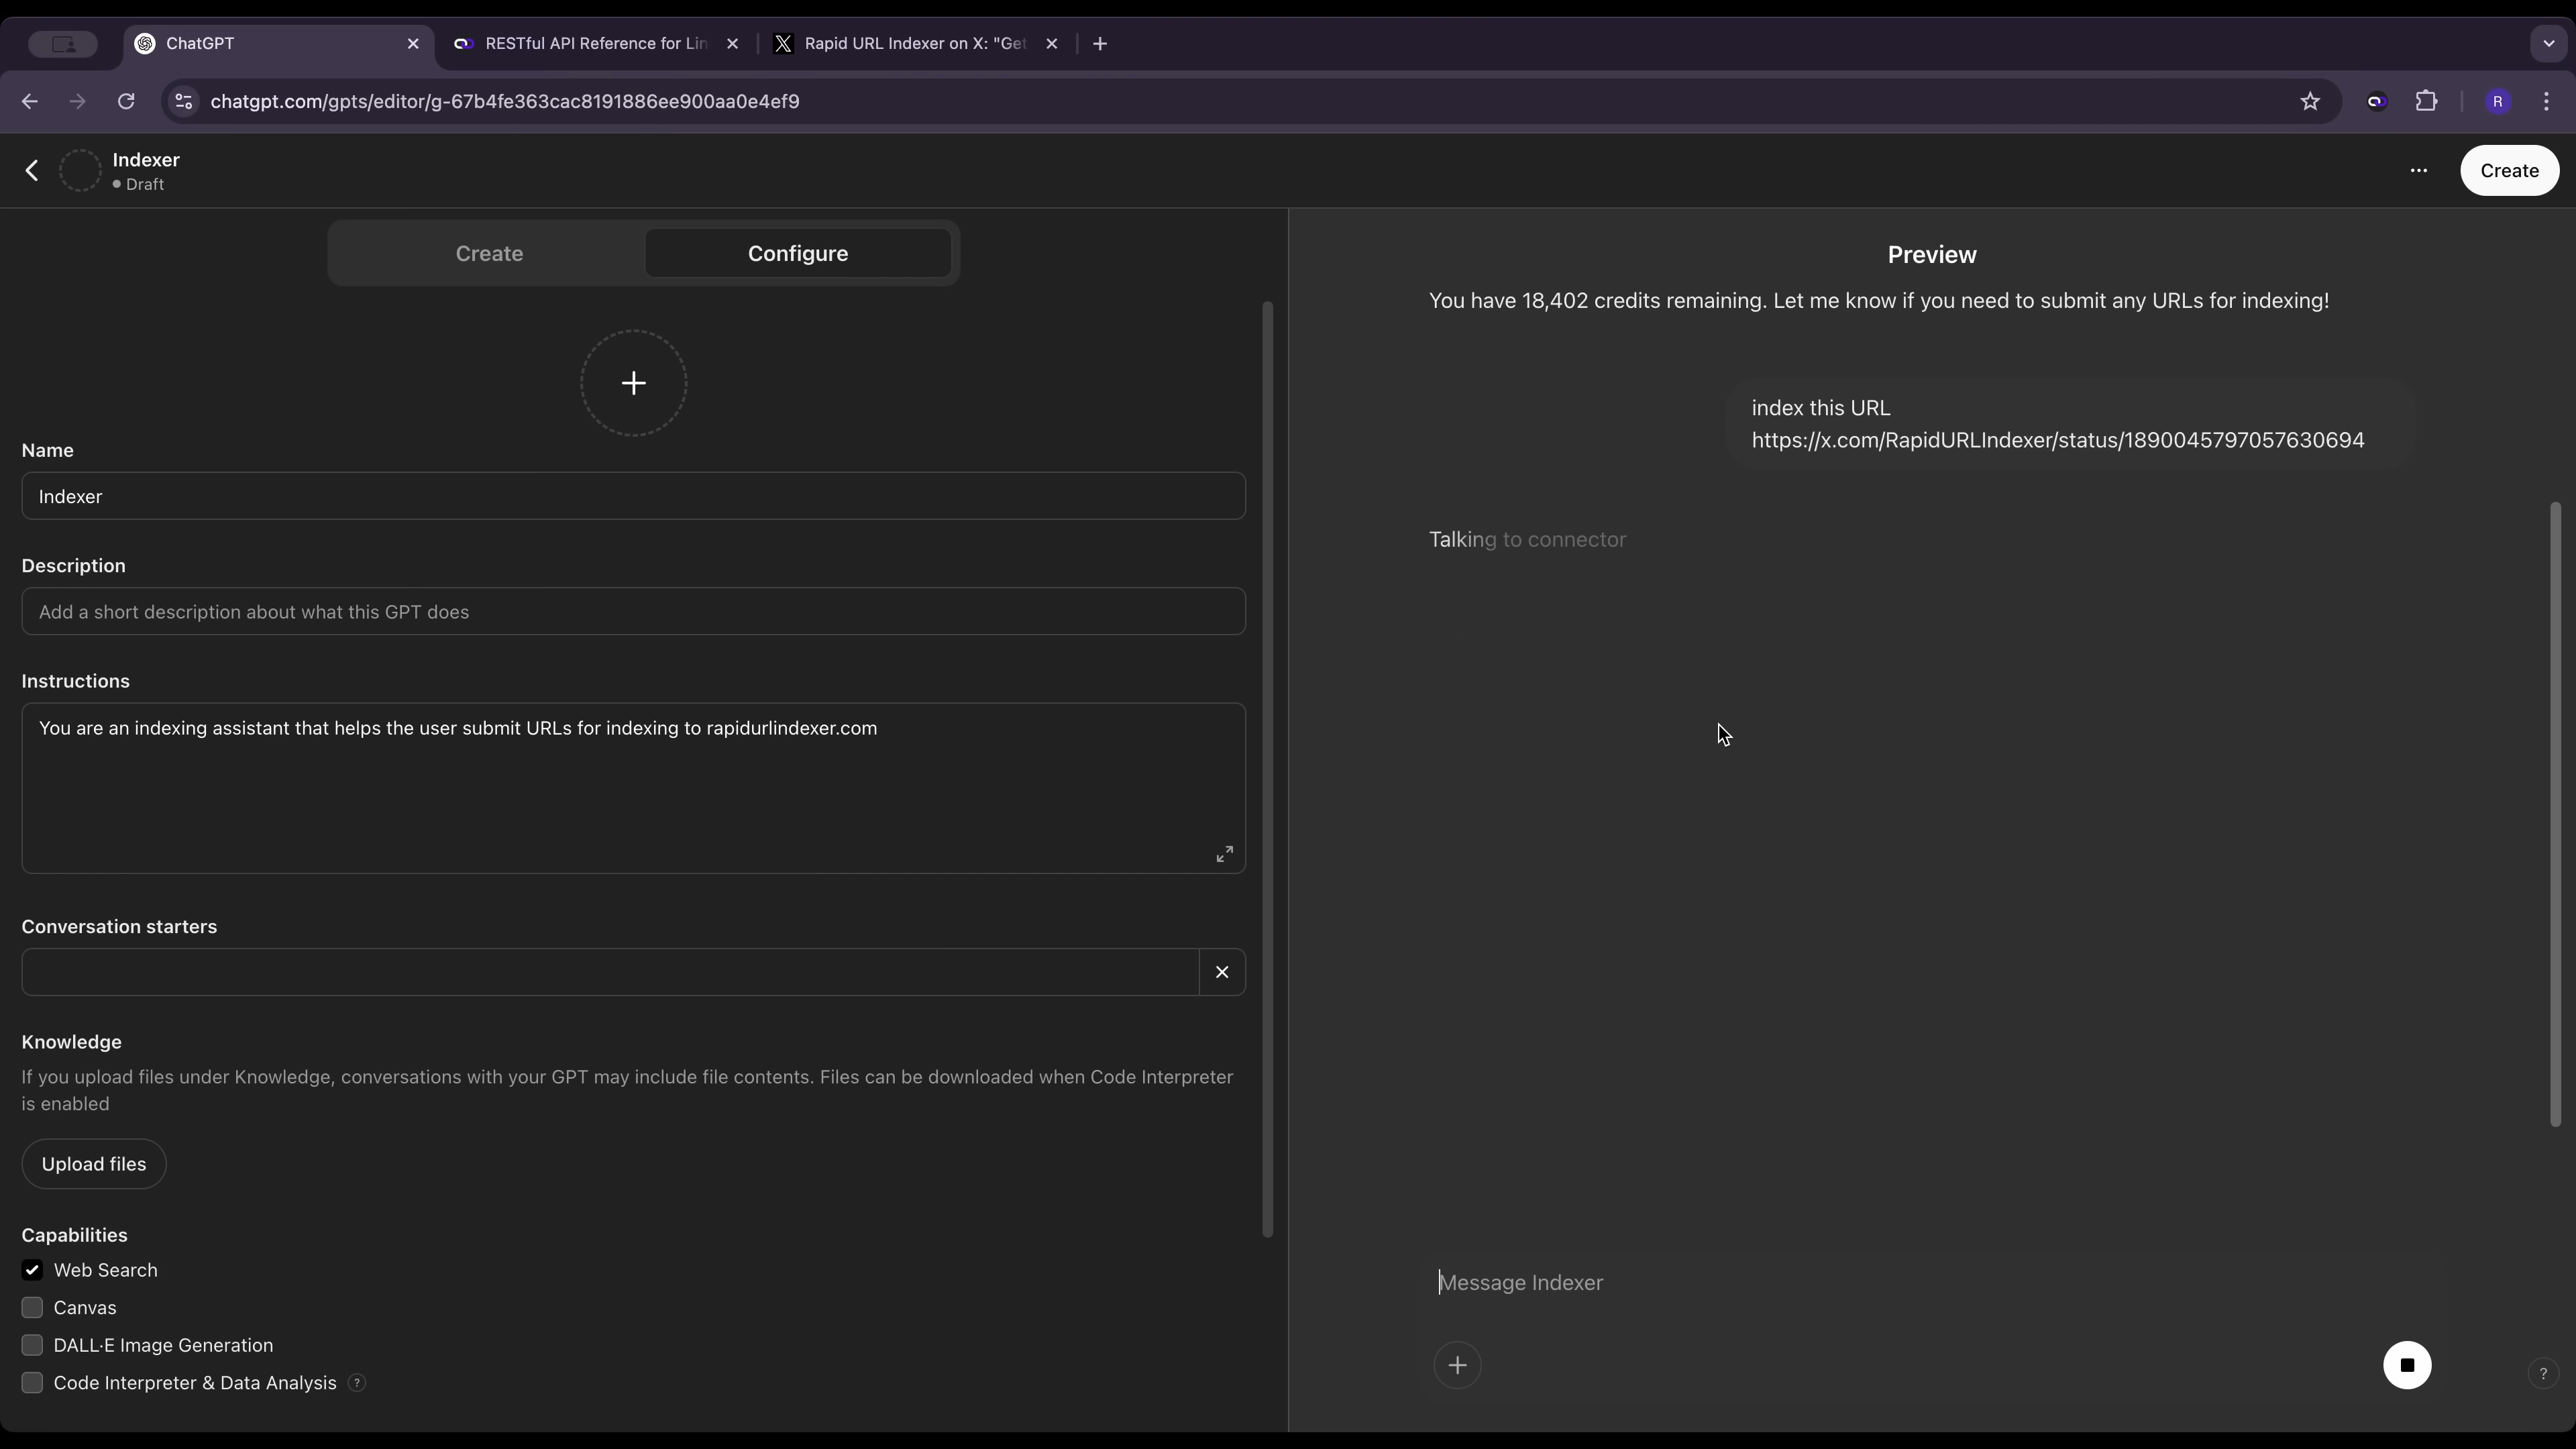 ChatGPT
RESTful API Reference for Lin
Rapid URL Indexer on X: "Get
chatgpt.com/gpts/editor/g-67b4fe363cac8191886ee900aa0e4ef9
R
Indexer
Draft
Create
Create
Configure
Name
Indexer
Description
Add a short description about what this GPT does
Instructions
You are an indexing assistant that helps the user submit URLs for indexing to rapidurlindexer.com
Conversation starters
Knowledge
If you upload files under Knowledge, conversations with your GPT may include file contents. Files can be downloaded when Code Interpreter
is enabled
Upload files
Capabilities
Web Search
Canvas
DALL·E Image Generation
Code Interpreter & Data Analysis ?
Preview
You have 18,402 credits remaining. Let me know if you need to submit any URLs for indexing!
index this URL
https://x.com/RapidURLIndexer/status/1890045797057630694
Talking to connector
Message Indexer
?